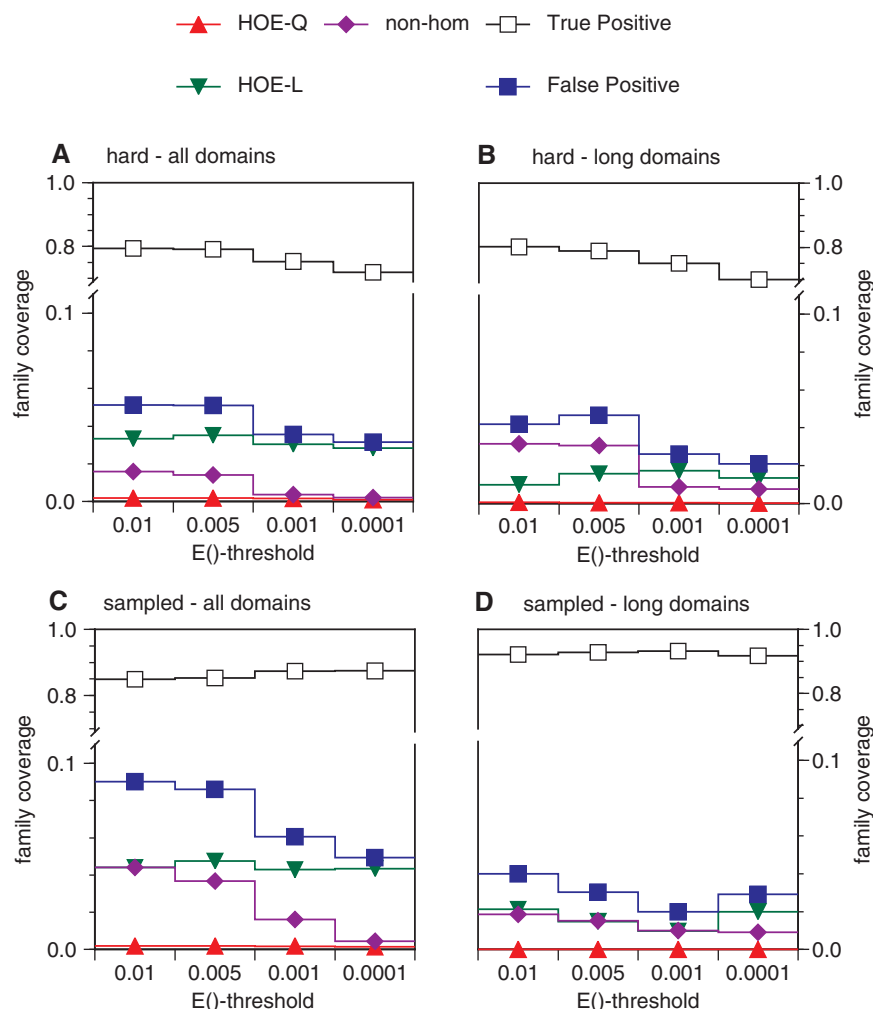 HOE-Q non-hom True Positive
HOE-L False Positive
A hard - all domains
B hard - long domains
1.0
0.8
0.1
0.0
family coverage
0.01 0.005 0.001 0.0001
E()-threshold
1.0
0.8
0.1
0.0
family coverage
0.01 0.005 0.001 0.0001
E()-threshold
C sampled - all domains
D sampled - long domains
1.0
0.8
0.1
0.0
family coverage
0.01 0.005 0.001 0.0001
E()-threshold
1.0
0.8
0.1
0.0
family coverage
0.01 0.005 0.001 0.0001
E()-threshold